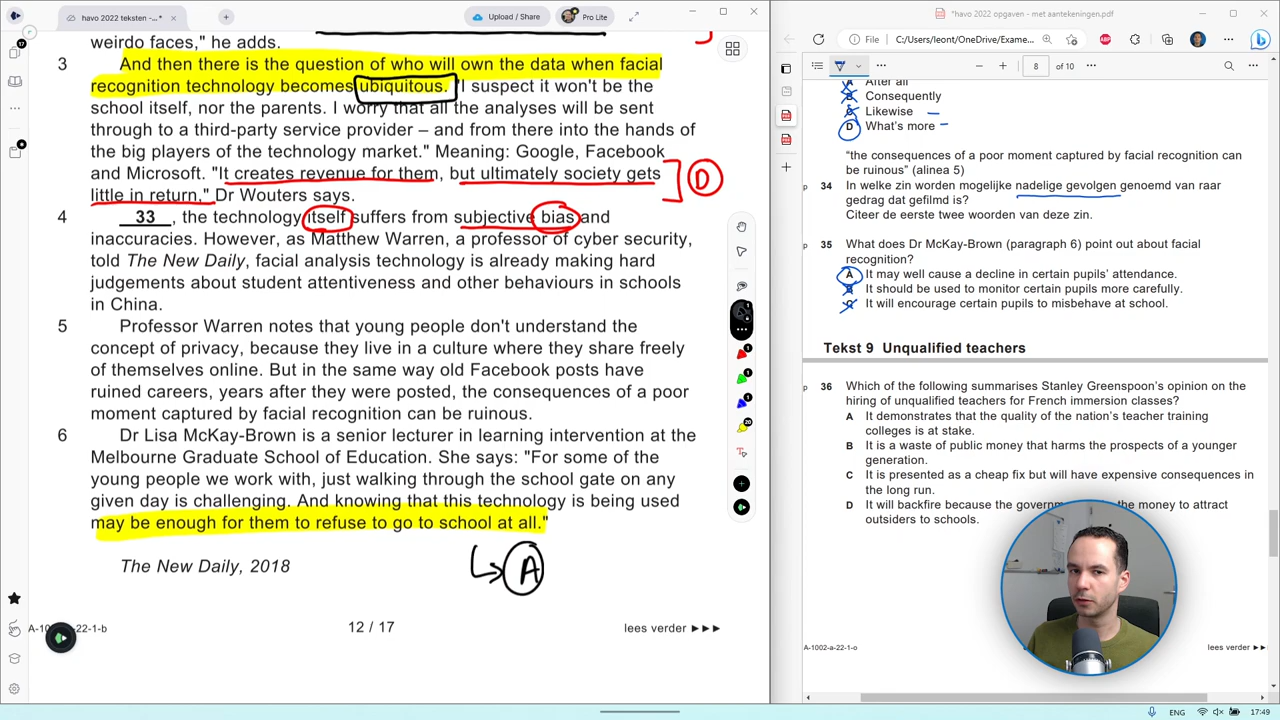 havo 2022 teksten -...*
Upload / Share
Pro Lite
weirdo faces," he adds.
3 And then there is the question of who will own the data when facial
recognition technology becomes ubiquitous. "I suspect it won't be the
school itself, nor the parents. I worry that all the analyses will be sent
through to a third-party service provider – and from there into the hands of
the big players of the technology market." Meaning: Google, Facebook
and Microsoft. "It creates revenue for them, but ultimately society gets
little in return," Dr Wouters says.
D
4 33 , the technology itself suffers from subjective bias and
inaccuracies. However, as Matthew Warren, a professor of cyber security,
told The New Daily, facial analysis technology is already making hard
judgements about student attentiveness and other behaviours in schools
in China.
5 Professor Warren notes that young people don't understand the
concept of privacy, because they live in a culture where they share freely
of themselves online. But in the same way old Facebook posts have
ruined careers, years after they were posted, the consequences of a poor
moment captured by facial recognition can be ruinous.
6 Dr Lisa McKay-Brown is a senior lecturer in learning intervention at the
Melbourne Graduate School of Education. She says: "For some of the
young people we work with, just walking through the school gate on any
given day is challenging. And knowing that this technology is being used
may be enough for them to refuse to go to school at all."
A
The New Daily, 2018
A-1002-a-22-1-b
12 / 17
lees verder ►►►
*havo 2022 opgaven - met aantekeningen.pdf
File
C:/Users/leont/OneDrive/Exame...
8 of 10
A After all
B Consequently
C Likewise
D What's more
"the consequences of a poor moment captured by facial recognition can
be ruinous" (alinea 5)
p 34 In welke zin worden mogelijke nadelige gevolgen genoemd van raar
gedrag dat gefilmd is?
Citeer de eerste twee woorden van deze zin.
p 35 What does Dr McKay-Brown (paragraph 6) point out about facial
recognition?
A It may well cause a decline in certain pupils' attendance.
B It should be used to monitor certain pupils more carefully.
C It will encourage certain pupils to misbehave at school.
Tekst 9 Unqualified teachers
p 36 Which of the following summarises Stanley Greenspoon's opinion on the
hiring of unqualified teachers for French immersion classes?
A It demonstrates that the quality of the nation's teacher training
colleges is at stake.
B It is a waste of public money that harms the prospects of a younger
generation.
C It is presented as a cheap fix but will have expensive consequences in
the long run.
D It will backfire because the the money to attract
outsiders to schools.
A-1002-a-22-1-o
lees verder ►►
ENG
17:49